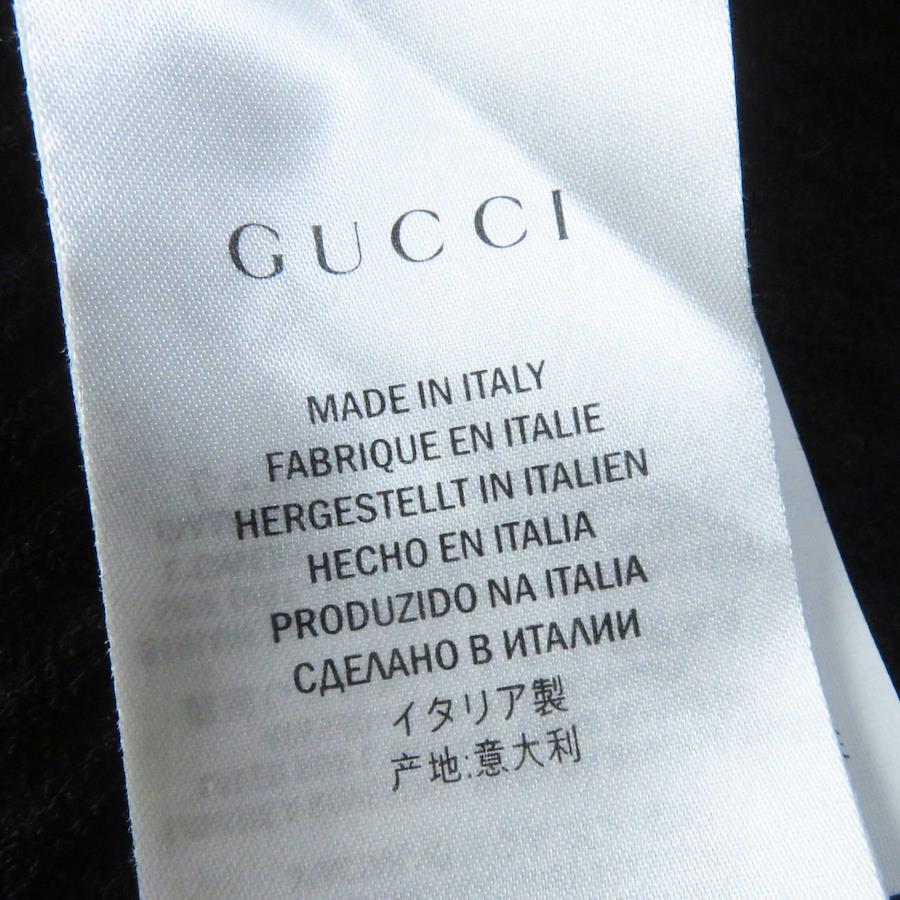 GUCCI
MADE IN ITALY
FABRIQUE EN ITALIE
HERGESTELLT IN ITALIEN
HECHO EN ITALIA
PRODUZIDO NA ITALIA
СДЕЛАНО В ИТАЛИИ
イタリア製
产地:意大利